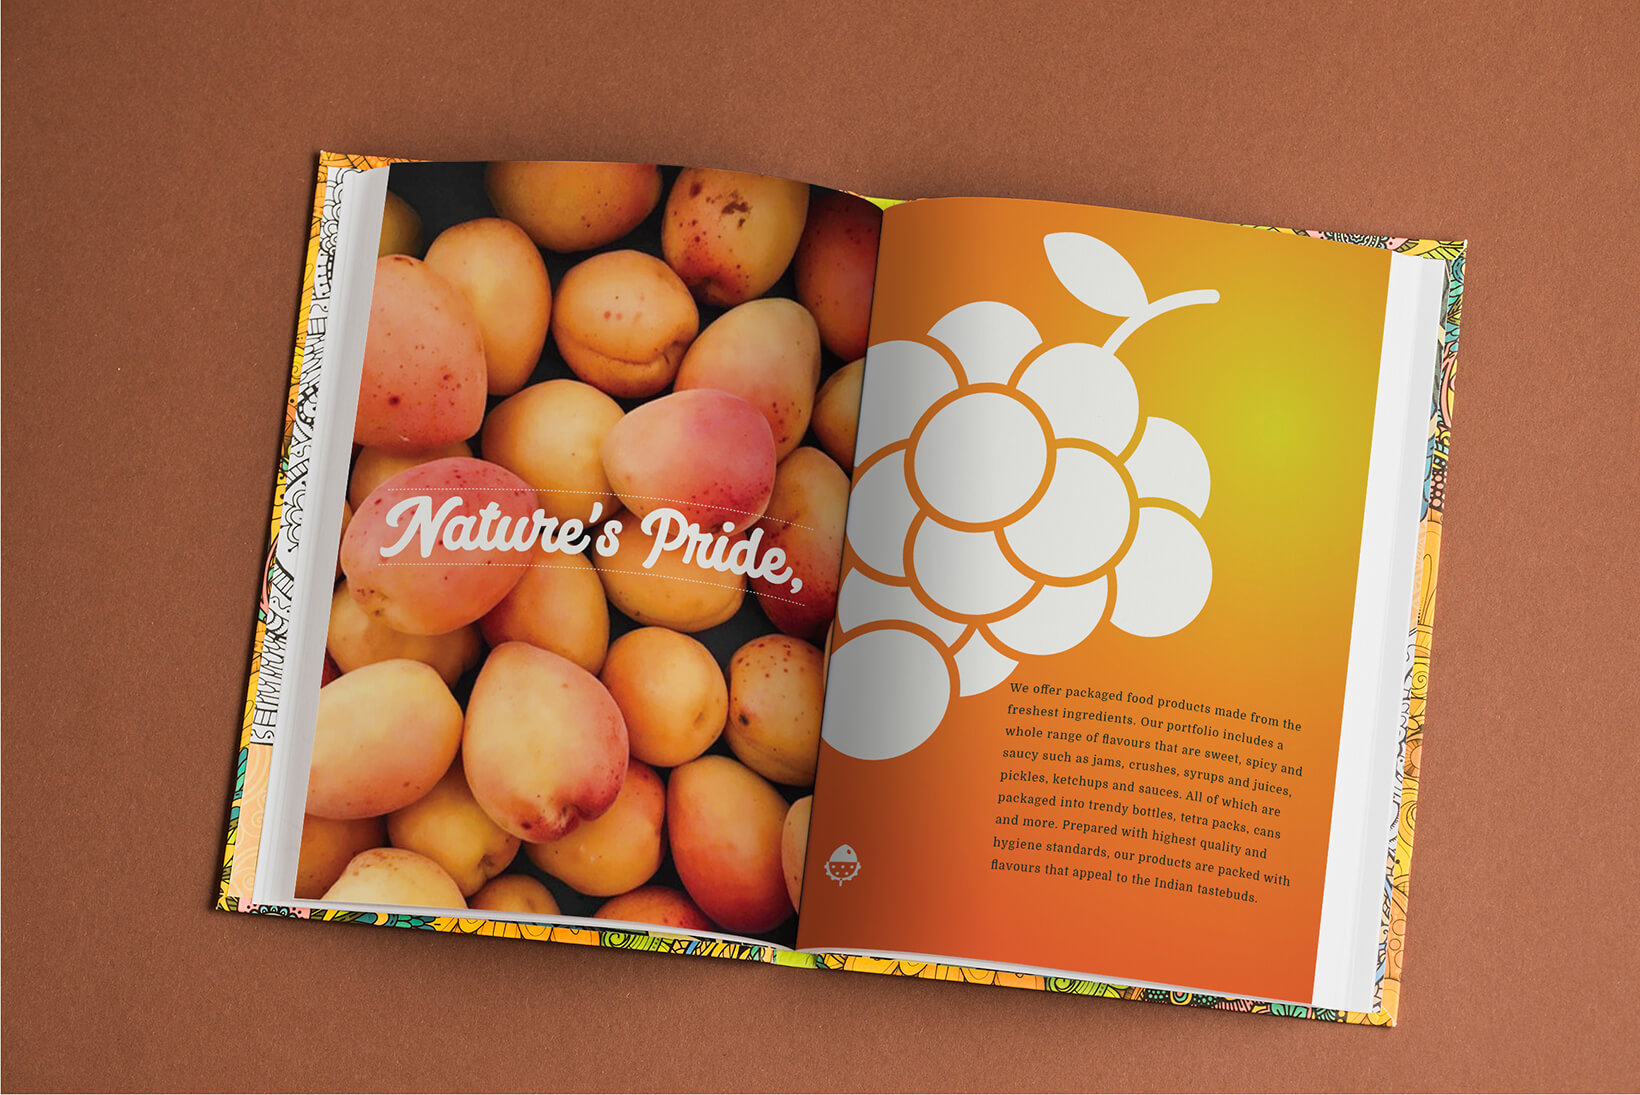 Nature's Pride,
We offer packaged food products made from the
freshest ingredients. Our portfolio includes a
whole range of flavours that are sweet, spicy and
saucy such as jams, crushes, syrups and juices,
pickles, ketchups and sauces. All of which are
packaged into trendy bottles, tetra packs, cans
and more. Prepared with highest quality and
hygiene standards, our products are packed with
flavours that appeal to the Indian tastebuds.